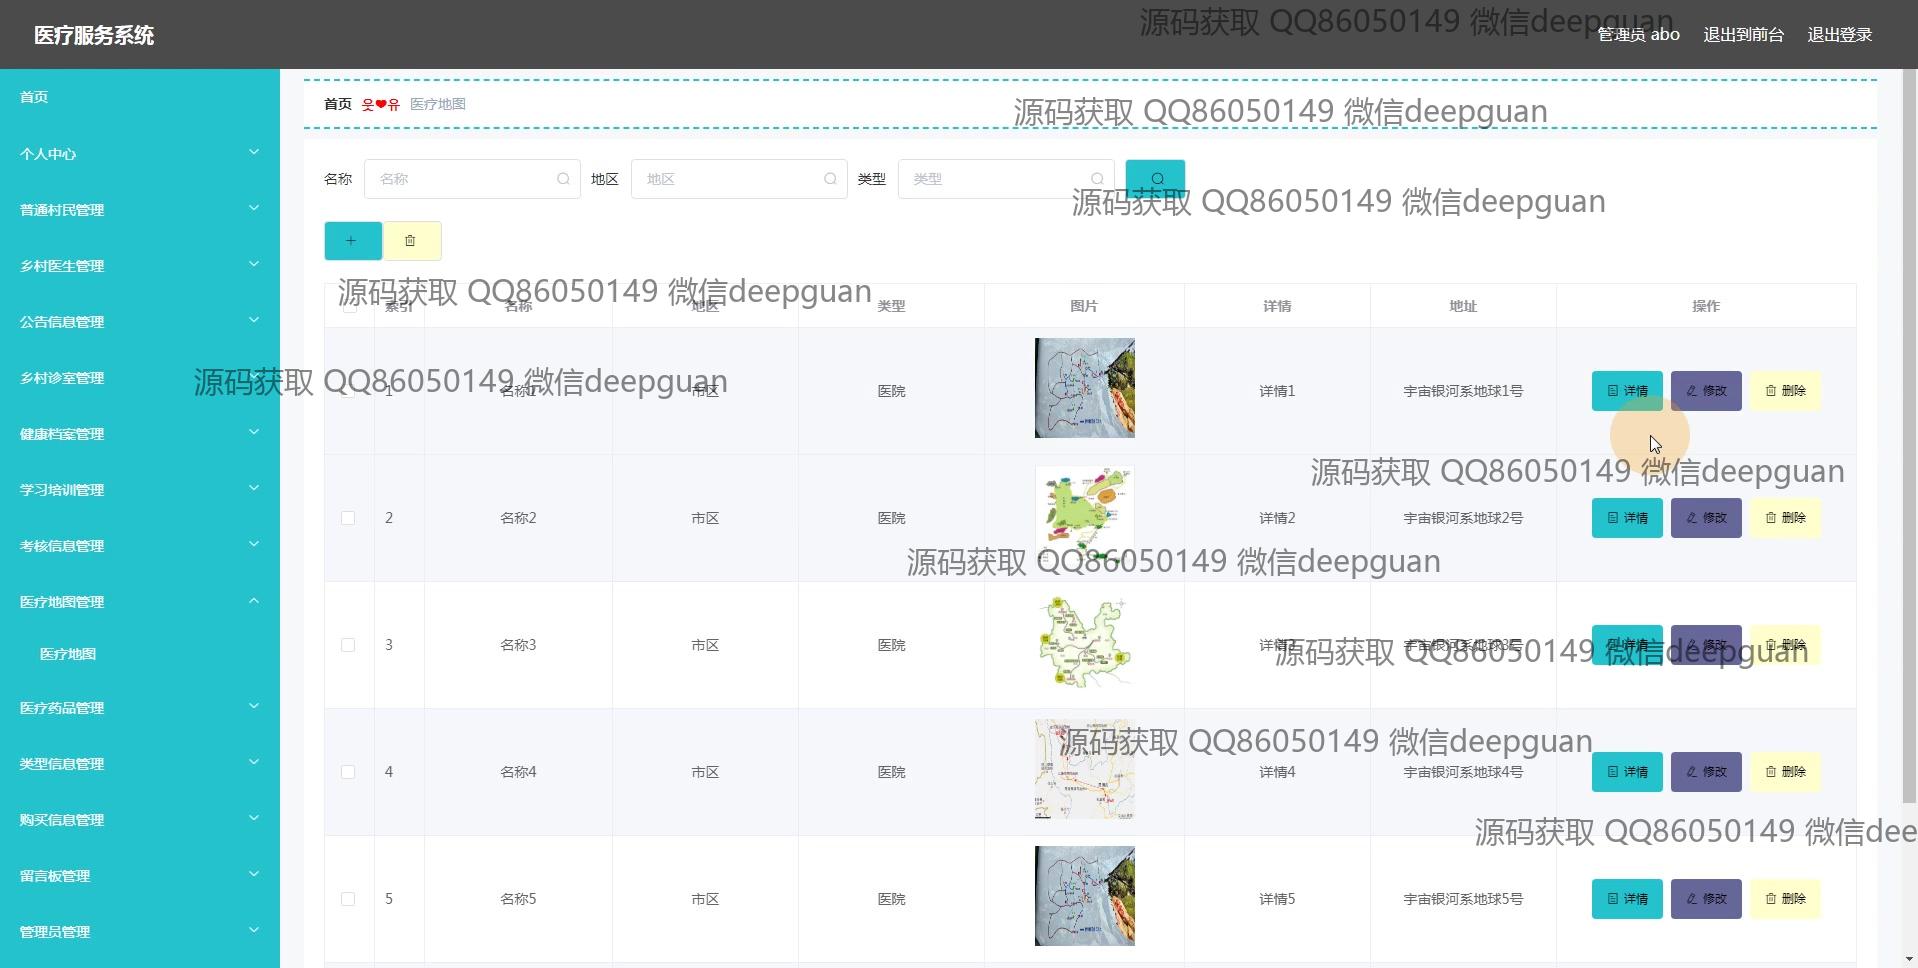 医疗服务系统
源码获取 QQ86050149 微信deepguan
管理员 abo 退出到前台 退出登录
首页
个人中心
普通村民管理
乡村医生管理
公告信息管理
乡村诊室管理
健康档案管理
学习培训管理
考核信息管理
医疗地图管理
医疗地图
医疗药品管理
类型信息管理
购买信息管理
留言板管理
管理员管理
首页 웃❤유 医疗地图
源码获取 QQ86050149 微信deepguan
名称 名称 地区 地区 类型 类型
源码获取 QQ86050149 微信deepguan
源码获取 QQ86050149 微信deepguan
索引 名称 地区 类型 图片 详情 地址 操作
源码获取 QQ86050149 微信deepguan
1 名称1 市区 医院 详情1 宇宙银河系地球1号 详情 修改 删除
源码获取 QQ86050149 微信deepguan
2 名称2 市区 医院 详情2 宇宙银河系地球2号 详情 修改 删除
源码获取 QQ86050149 微信deepguan
3 名称3 市区 医院 详情3 宇宙银河系地球3号 详情 修改 删除
源码获取 QQ86050149 微信deepguan
源码获取 QQ86050149 微信deepguan
4 名称4 市区 医院 详情4 宇宙银河系地球4号 详情 修改 删除
源码获取 QQ86050149 微信dee
5 名称5 市区 医院 详情5 宇宙银河系地球5号 详情 修改 删除